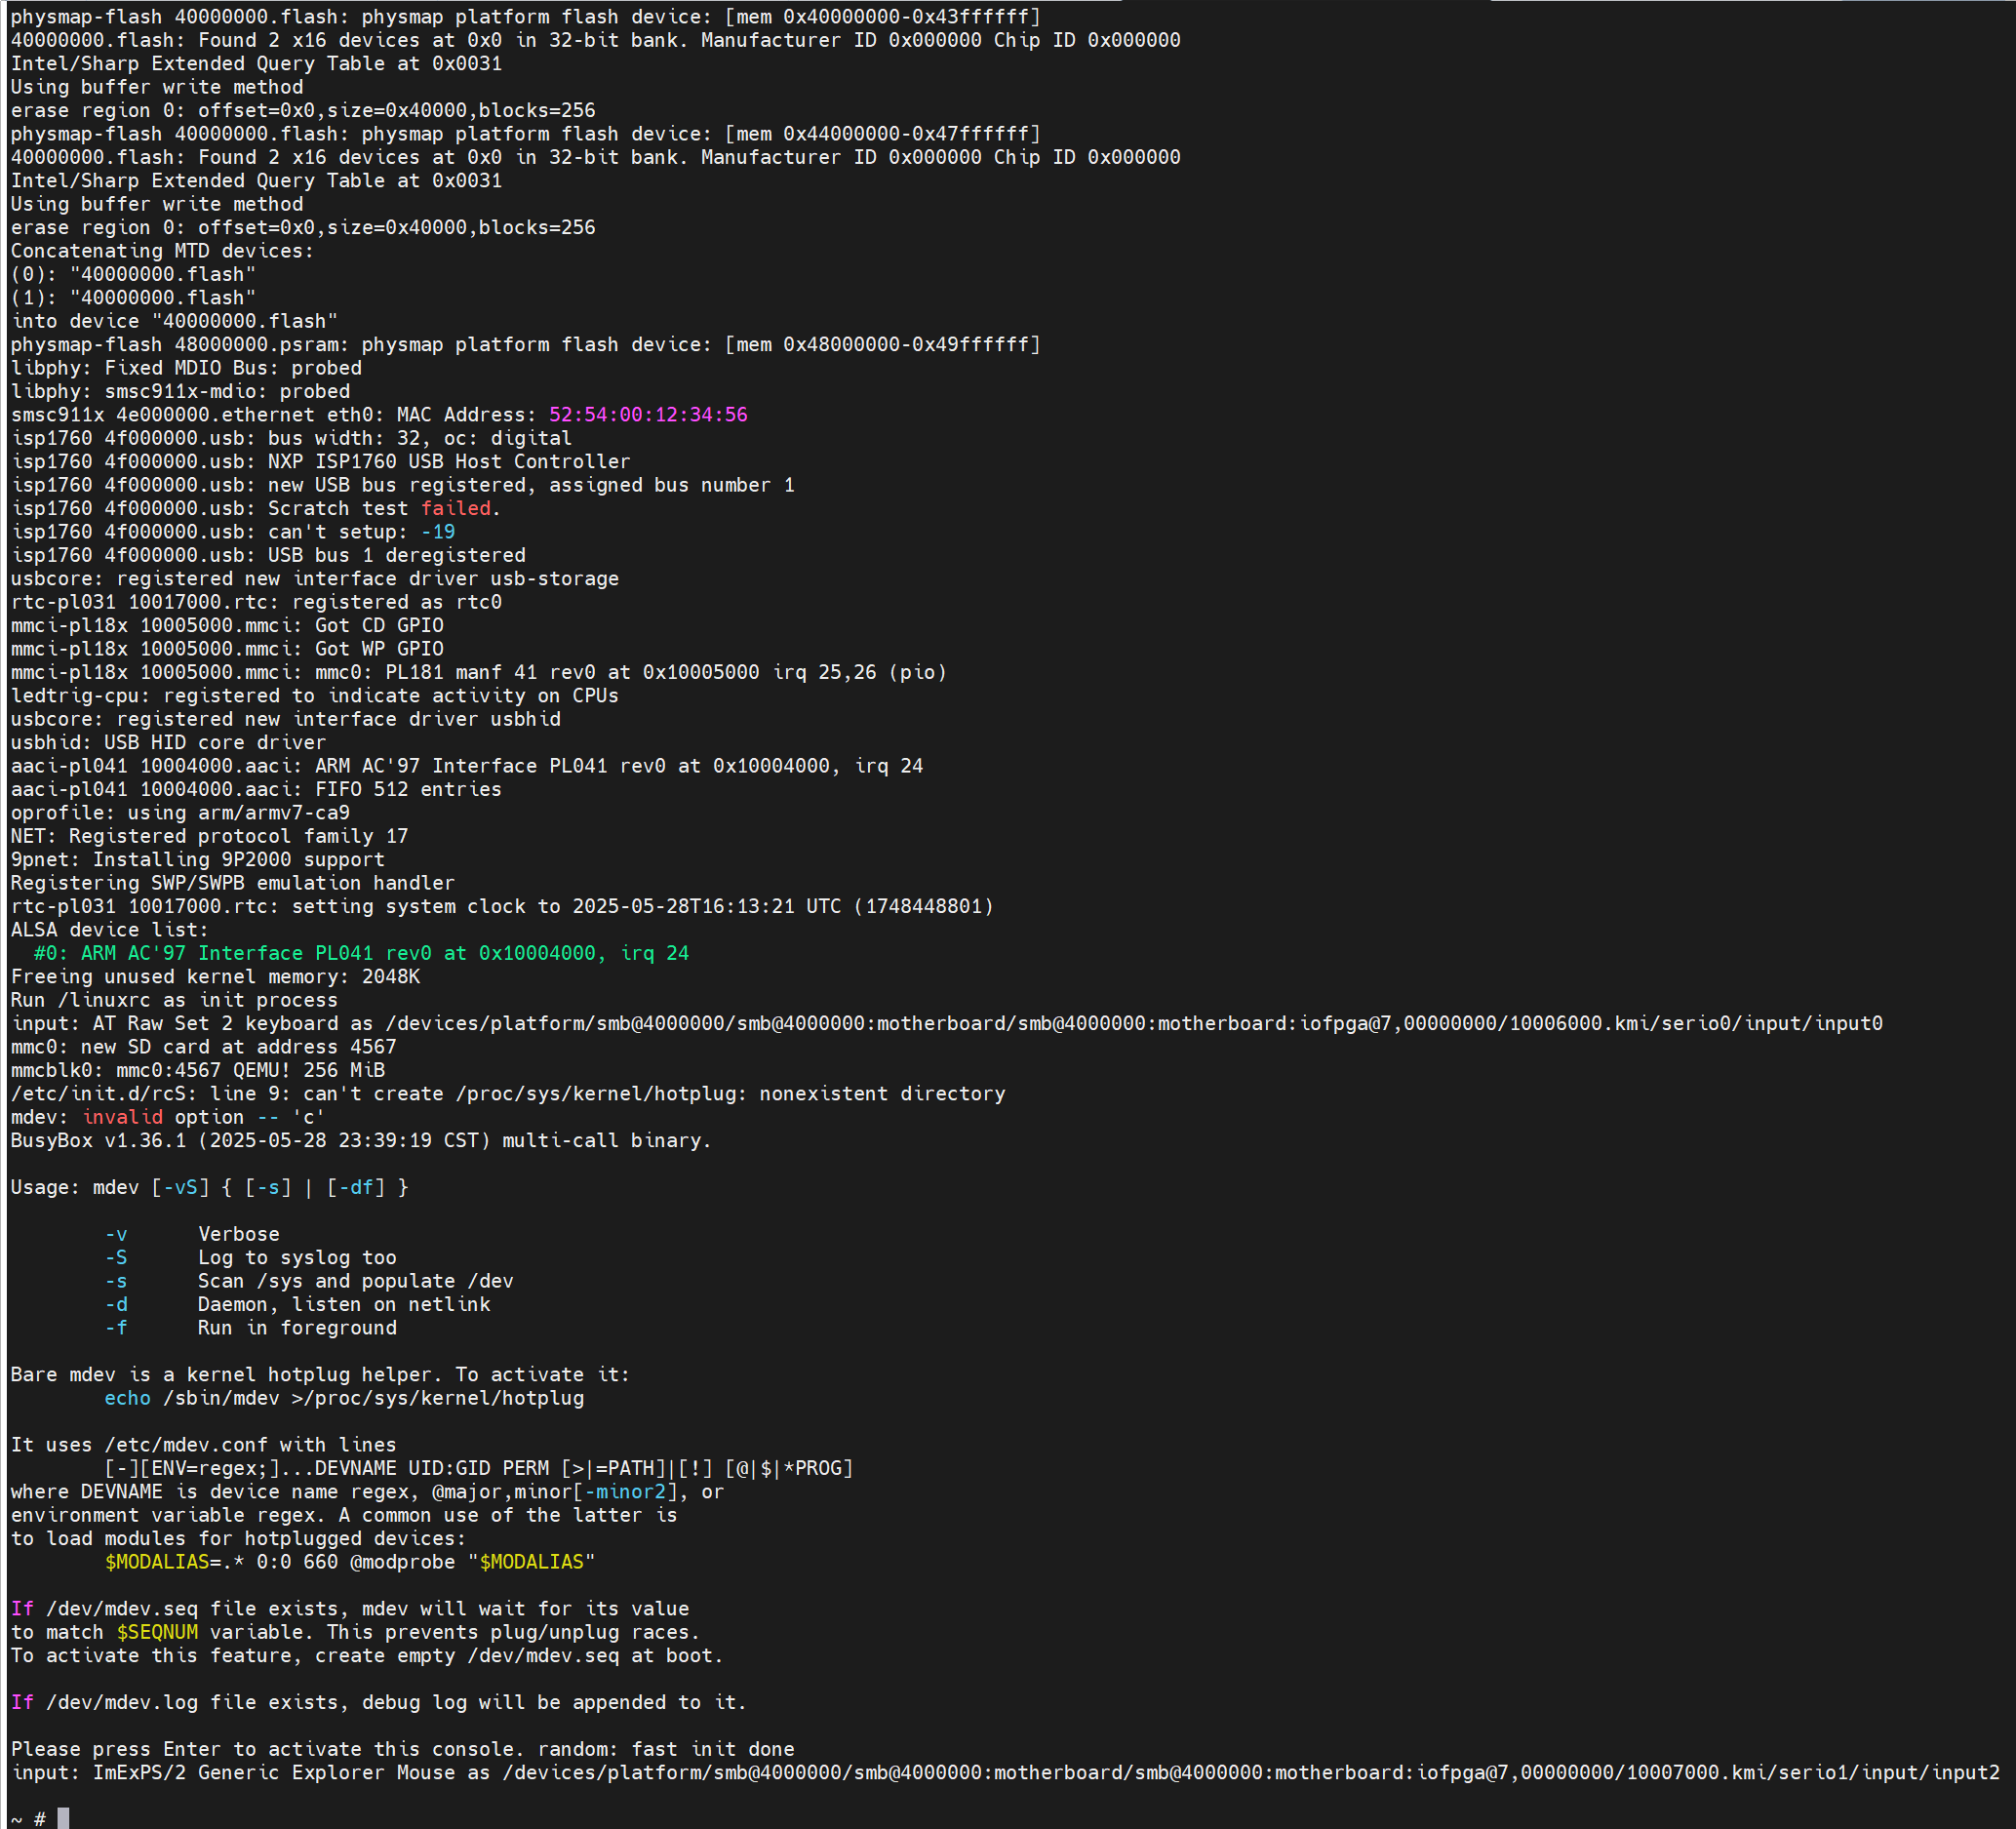 physmap-flash 40000000.flash: physmap platform flash device: [mem 0x40000000-0x43ffffff]
40000000.flash: Found 2 x16 devices at 0x0 in 32-bit bank. Manufacturer ID 0x000000 Chip ID 0x000000
Intel/Sharp Extended Query Table at 0x0031
Using buffer write method
erase region 0: offset=0x0,size=0x40000,blocks=256
physmap-flash 40000000.flash: physmap platform flash device: [mem 0x44000000-0x47ffffff]
40000000.flash: Found 2 x16 devices at 0x0 in 32-bit bank. Manufacturer ID 0x000000 Chip ID 0x000000
Intel/Sharp Extended Query Table at 0x0031
Using buffer write method
erase region 0: offset=0x0,size=0x40000,blocks=256
Concatenating MTD devices:
(0): "40000000.flash"
(1): "40000000.flash"
into device "40000000.flash"
physmap-flash 48000000.psram: physmap platform flash device: [mem 0x48000000-0x49ffffff]
libphy: Fixed MDIO Bus: probed
libphy: smsc911x-mdio: probed
smsc911x 4e000000.ethernet eth0: MAC Address: 52:54:00:12:34:56
isp1760 4f000000.usb: bus width: 32, oc: digital
isp1760 4f000000.usb: NXP ISP1760 USB Host Controller
isp1760 4f000000.usb: new USB bus registered, assigned bus number 1
isp1760 4f000000.usb: Scratch test failed.
isp1760 4f000000.usb: can't setup: -19
isp1760 4f000000.usb: USB bus 1 deregistered
usbcore: registered new interface driver usb-storage
rtc-pl031 10017000.rtc: registered as rtc0
mmci-pl18x 10005000.mmci: Got CD GPIO
mmci-pl18x 10005000.mmci: Got WP GPIO
mmci-pl18x 10005000.mmci: mmc0: PL181 manf 41 rev0 at 0x10005000 irq 25,26 (pio)
ledtrig-cpu: registered to indicate activity on CPUs
usbcore: registered new interface driver usbhid
usbhid: USB HID core driver
aaci-pl041 10004000.aaci: ARM AC'97 Interface PL041 rev0 at 0x10004000, irq 24
aaci-pl041 10004000.aaci: FIFO 512 entries
oprofile: using arm/armv7-ca9
NET: Registered protocol family 17
9pnet: Installing 9P2000 support
Registering SWP/SWPB emulation handler
rtc-pl031 10017000.rtc: setting system clock to 2025-05-28T16:13:21 UTC (1748448801)
ALSA device list:
  #0: ARM AC'97 Interface PL041 rev0 at 0x10004000, irq 24
Freeing unused kernel memory: 2048K
Run /linuxrc as init process
input: AT Raw Set 2 keyboard as /devices/platform/smb@4000000/smb@4000000:motherboard/smb@4000000:motherboard:iofpga@7,00000000/10006000.kmi/serio0/input/input0
mmc0: new SD card at address 4567
mmcblk0: mmc0:4567 QEMU! 256 MiB
/etc/init.d/rcS: line 9: can't create /proc/sys/kernel/hotplug: nonexistent directory
mdev: invalid option -- 'c'
BusyBox v1.36.1 (2025-05-28 23:39:19 CST) multi-call binary.

Usage: mdev [-vS] { [-s] | [-df] }

        -v      Verbose
        -S      Log to syslog too
        -s      Scan /sys and populate /dev
        -d      Daemon, listen on netlink
        -f      Run in foreground

Bare mdev is a kernel hotplug helper. To activate it:
        echo /sbin/mdev >/proc/sys/kernel/hotplug

It uses /etc/mdev.conf with lines
        [-][ENV=regex;]...DEVNAME UID:GID PERM [>|=PATH]|[!] [@|$|*PROG]
where DEVNAME is device name regex, @major,minor[-minor2], or
environment variable regex. A common use of the latter is
to load modules for hotplugged devices:
        $MODALIAS=.* 0:0 660 @modprobe "$MODALIAS"

If /dev/mdev.seq file exists, mdev will wait for its value
to match $SEQNUM variable. This prevents plug/unplug races.
To activate this feature, create empty /dev/mdev.seq at boot.

If /dev/mdev.log file exists, debug log will be appended to it.

Please press Enter to activate this console. random: fast init done
input: ImExPS/2 Generic Explorer Mouse as /devices/platform/smb@4000000/smb@4000000:motherboard/smb@4000000:motherboard:iofpga@7,00000000/10007000.kmi/serio1/input/input2

~ #